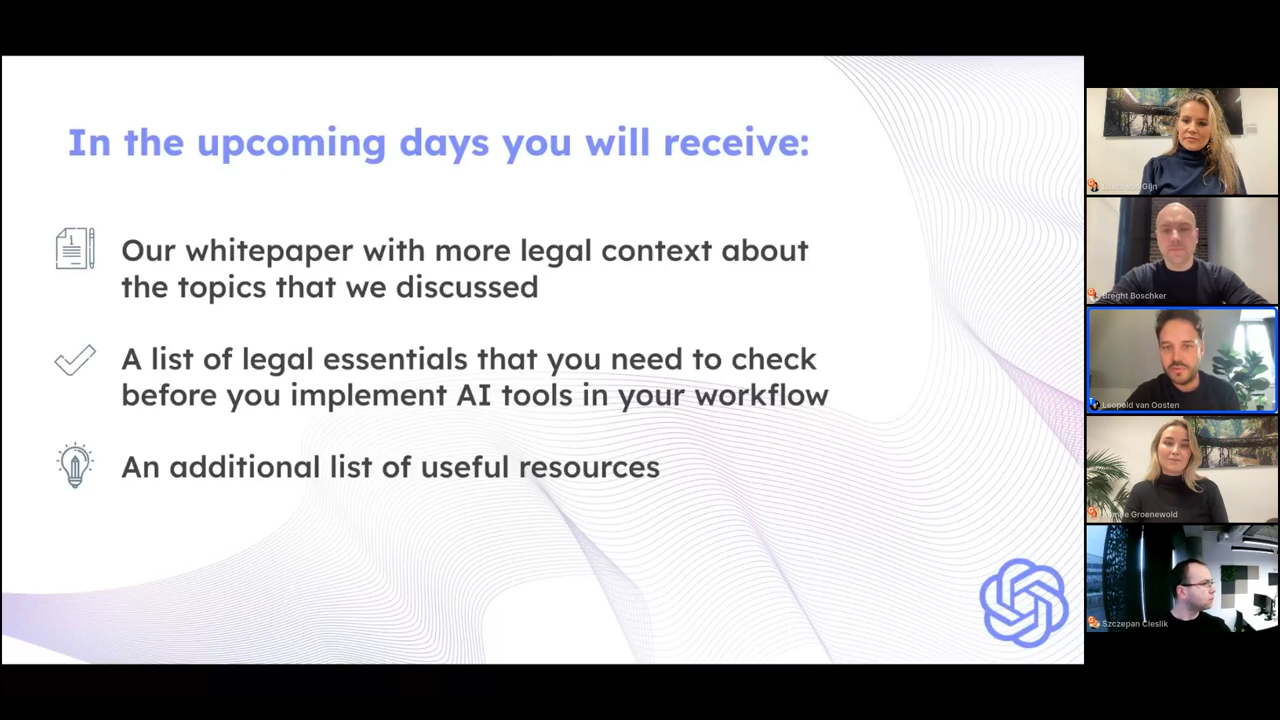 In the upcoming days you will receive:
Our whitepaper with more legal context about
the topics that we discussed
A list of legal essentials that you need to check
before you implement AI tools in your workflow
An additional list of useful resources
Gijn
Breght Boschker
Leopold van Oosten
Groenewold
Szczepan Cieslik